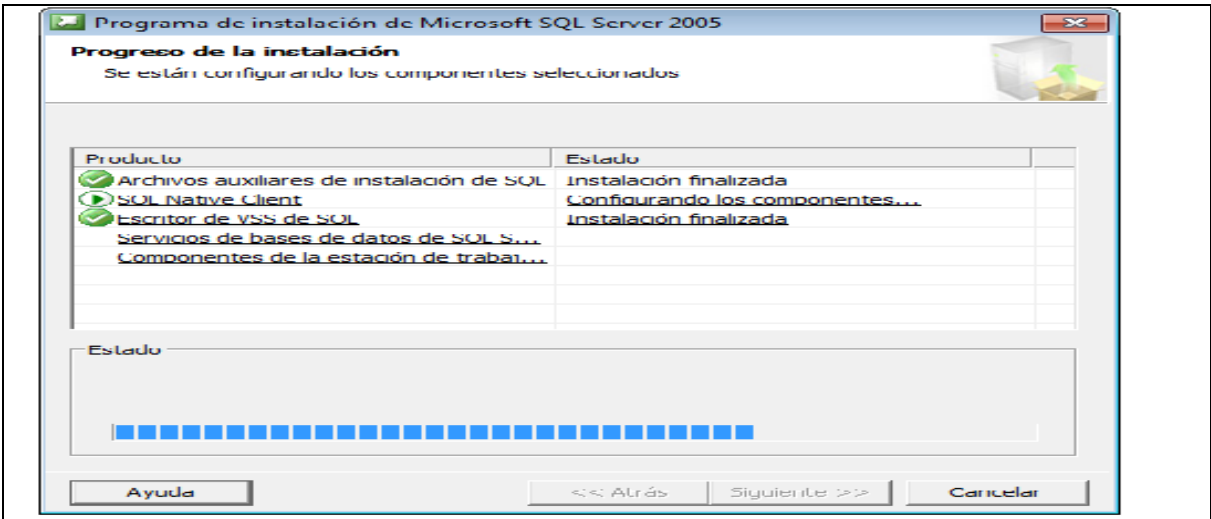 Programa de instalación de Microsoft SQL Server 2005
Progreso de la instalación
Se están configurando los componentes seleccionados
Producto Estado
Archivos auxiliares de instalación de SQL Instalación finalizada
SQL Native Client Configurando los componentes...
Escritor de VSS de SQL Instalación finalizada
Servicios de bases de datos de SQL S...
Componentes de la estación de trabaj...
Estado
Ayuda << Atrás Siguiente >> Cancelar